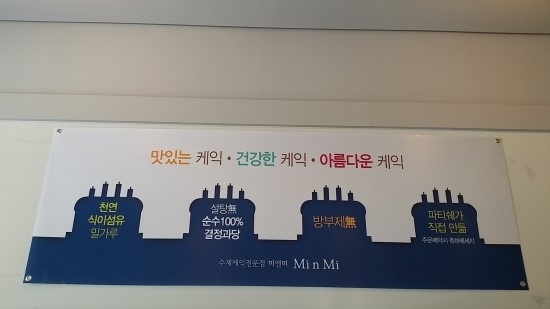 맛있는 케익 · 건강한 케익 · 아름다운 케익
천연
식이섬유
밀가루
설탕無
순수100%
결정과당
방부제無
파티쉐가
직접 만듦
수제케익전문점 미앤미 MinMi